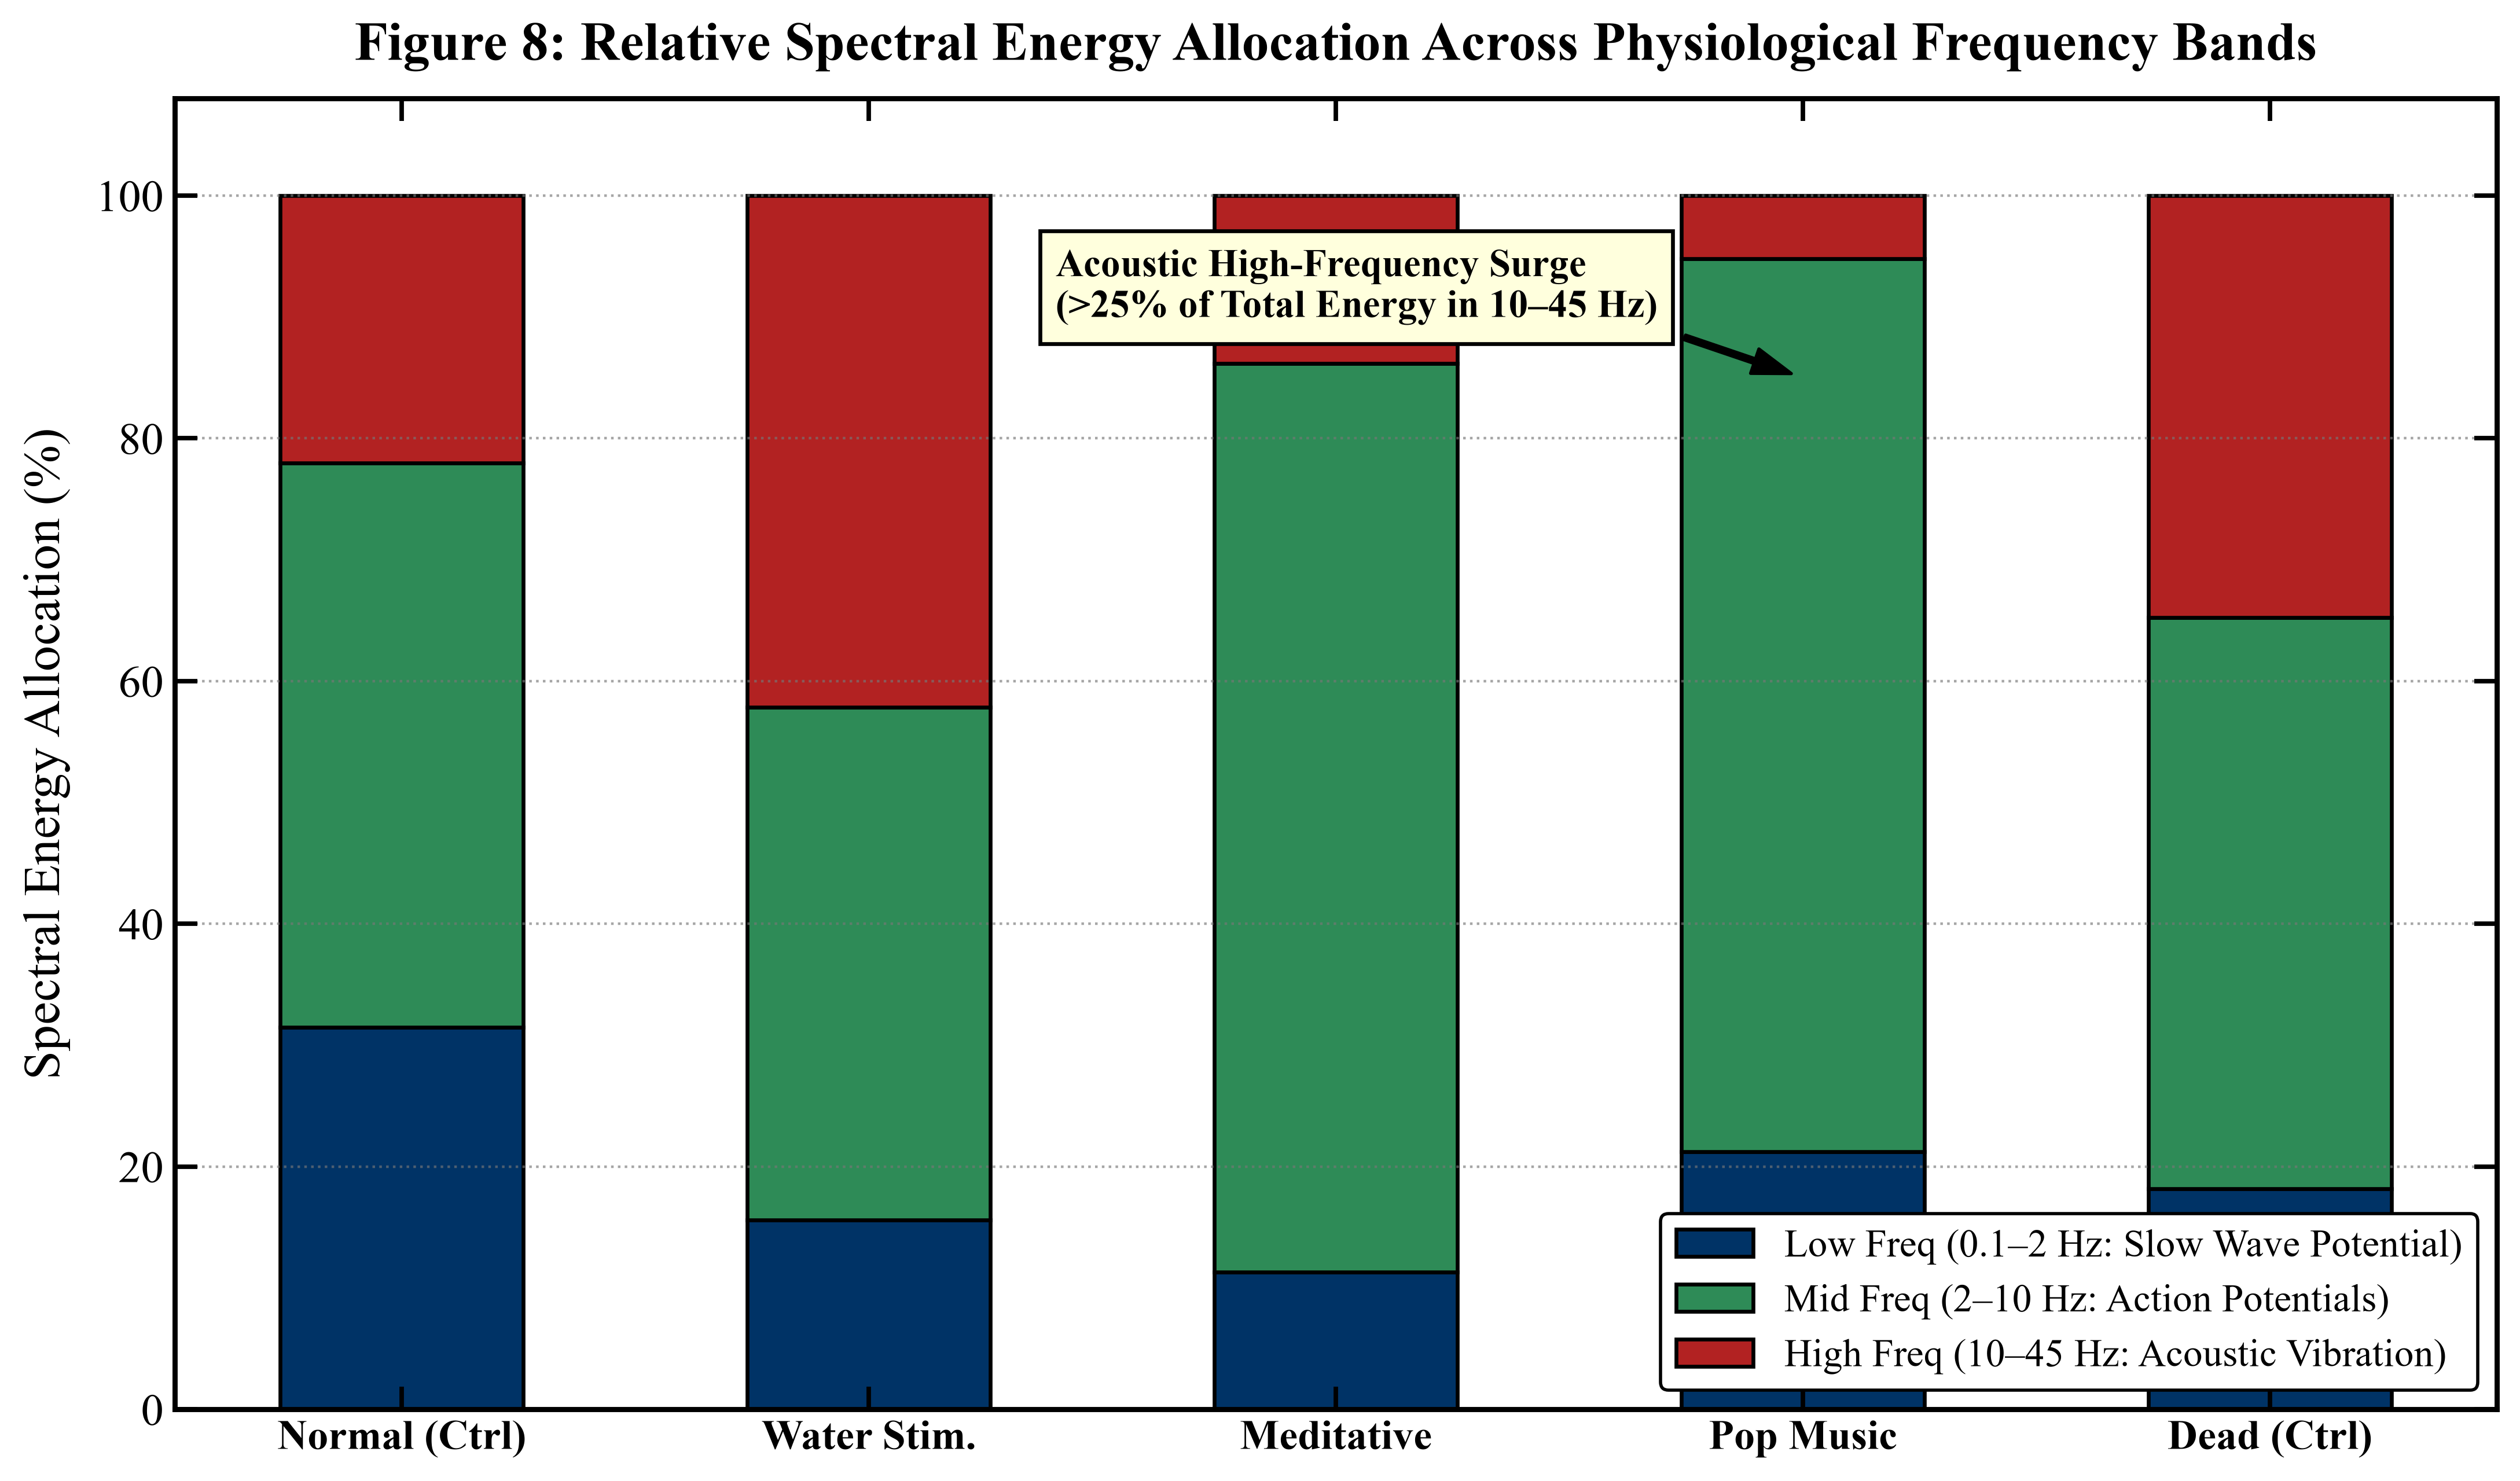 Figure 8: Relative Spectral Energy Allocation Across Physiological Frequency Bands
Spectral Energy Allocation (%)
100
80
60
40
20
0
Acoustic High-Frequency Surge
(>25% of Total Energy in 10–45 Hz)
Low Freq (0.1–2 Hz: Slow Wave Potential)
Mid Freq (2–10 Hz: Action Potentials)
High Freq (10–45 Hz: Acoustic Vibration)
Normal (Ctrl)
Water Stim.
Meditative
Pop Music
Dead (Ctrl)